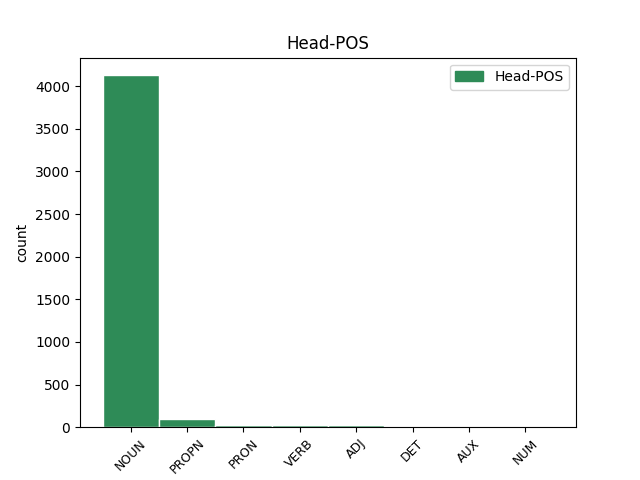 Head-POS
Head-POS
4000
3500
3000
2500
2000
1500
1000
500
0
count
NOUN
PROPN
PRON
VERB
ADJ
DET
AUX
NUM